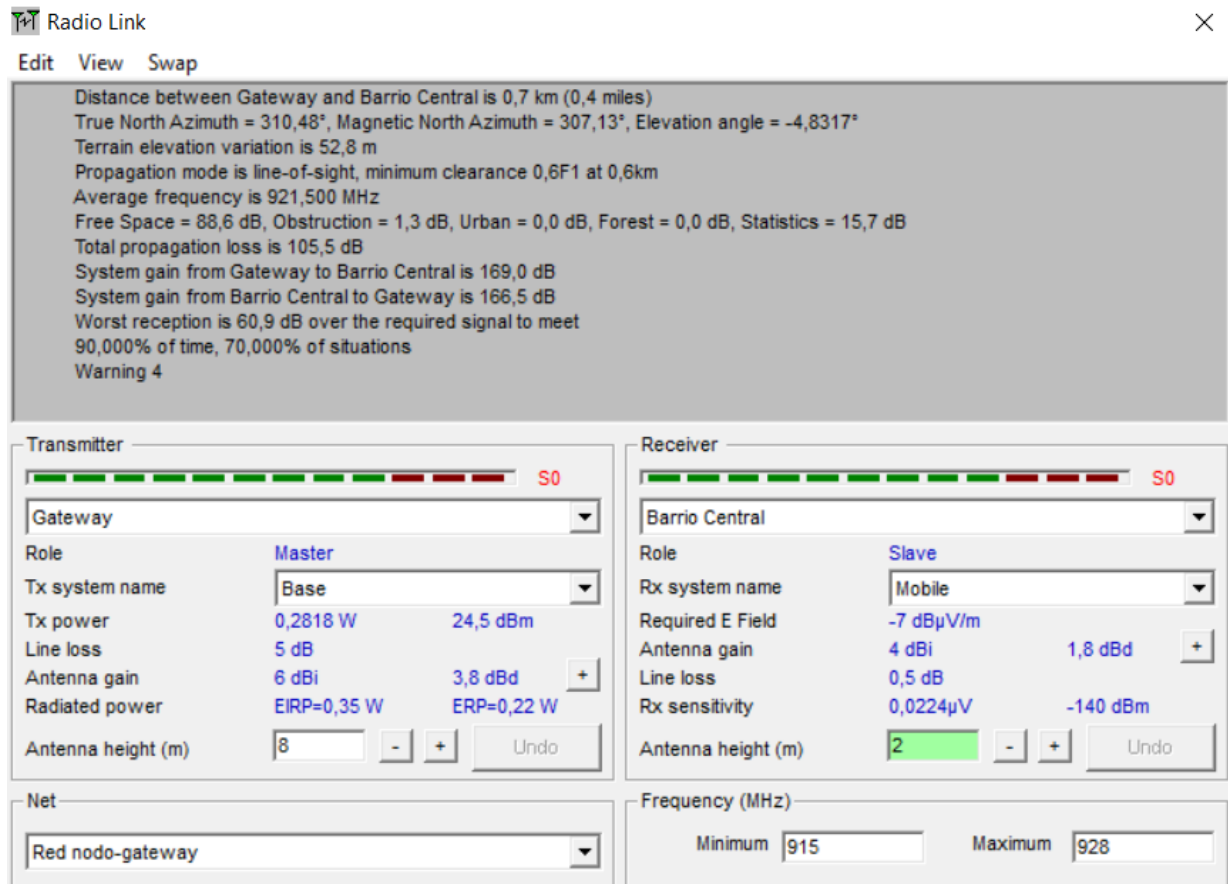 Radio Link
Edit View Swap
Distance between Gateway and Barrio Central is 0,7 km (0,4 miles)
True North Azimuth = 310,48°, Magnetic North Azimuth = 307,13°, Elevation angle = -4,8317°
Terrain elevation variation is 52,8 m
Propagation mode is line-of-sight, minimum clearance 0,6F1 at 0,6km
Average frequency is 921,500 MHz
Free Space = 88,6 dB, Obstruction = 1,3 dB, Urban = 0,0 dB, Forest = 0,0 dB, Statistics = 15,7 dB
Total propagation loss is 105,5 dB
System gain from Gateway to Barrio Central is 169,0 dB
System gain from Barrio Central to Gateway is 166,5 dB
Worst reception is 60,9 dB over the required signal to meet
90,000% of time, 70,000% of situations
Warning 4
Transmitter
S0
Gateway
Role Master
Tx system name Base
Tx power 0,2818 W 24,5 dBm
Line loss 5 dB
Antenna gain 6 dBi 3,8 dBd +
Radiated power EIRP=0,35 W ERP=0,22 W
Antenna height (m) 8 - + Undo
Receiver
S0
Barrio Central
Role Slave
Rx system name Mobile
Required E Field -7 dBµV/m
Antenna gain 4 dBi 1,8 dBd +
Line loss 0,5 dB
Rx sensitivity 0,0224µV -140 dBm
Antenna height (m) 2 - + Undo
Net
Red nodo-gateway
Frequency (MHz)
Minimum 915 Maximum 928